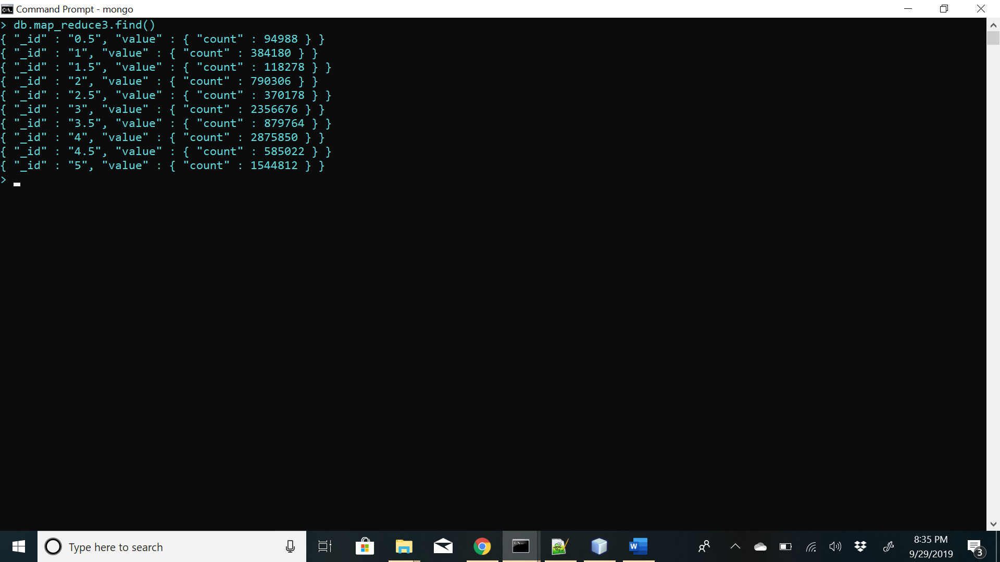 Command Prompt - mongo
> db.map_reduce3.find()
{ "_id" : "0.5", "value" : { "count" : 94988 } }
{ "_id" : "1", "value" : { "count" : 384180 } }
{ "_id" : "1.5", "value" : { "count" : 118278 } }
{ "_id" : "2", "value" : { "count" : 790306 } }
{ "_id" : "2.5", "value" : { "count" : 370178 } }
{ "_id" : "3", "value" : { "count" : 2356676 } }
{ "_id" : "3.5", "value" : { "count" : 879764 } }
{ "_id" : "4", "value" : { "count" : 2875850 } }
{ "_id" : "4.5", "value" : { "count" : 585022 } }
{ "_id" : "5", "value" : { "count" : 1544812 } }
>
Type here to search
8:35 PM
9/29/2019
3